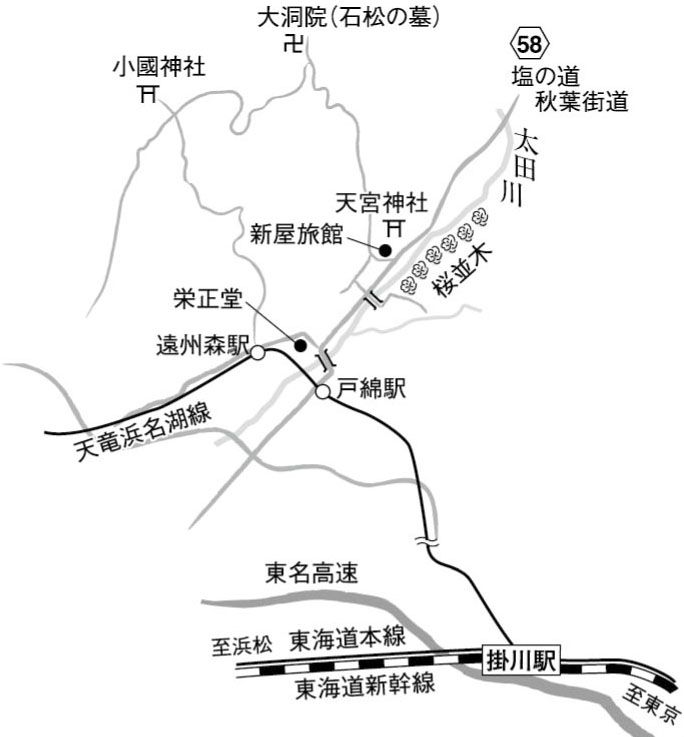 大洞院（石松の墓）
58
小國神社
塩の道
秋葉街道
太田川
天宮神社
新屋旅館
桜並木
栄正堂
遠州森駅
戸綿駅
天竜浜名湖線
東名高速
至浜松
東海道本線
掛川駅
東海道新幹線
至東京